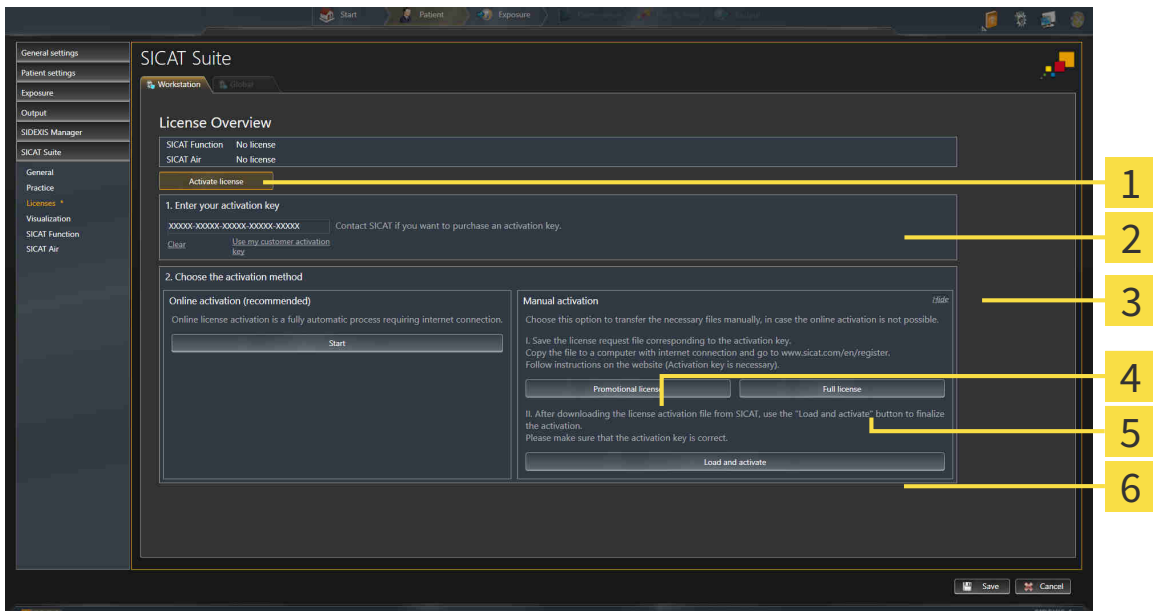 Start Patient Exposure
General settings
Patient settings
Exposure
Output
SIDEXIS Manager
SICAT Suite
General
Practice
Licenses *
Visualization
SICAT Function
SICAT Air
SICAT Suite
Workstation Global
License Overview
SICAT Function No license
SICAT Air No license
Activate license
1. Enter your activation key
XXXXX-XXXXX-XXXXX-XXXXX-XXXXX Contact SICAT if you want to purchase an activation key.
Clear Use my customer activation
key
2. Choose the activation method
Online activation (recommended)
Online license activation is a fully automatic process requiring internet connection.
Start
Manual activation Hide
Choose this option to transfer the necessary files manually, in case the online activation is not possible.
I. Save the license request file corresponding to the activation key.
Copy the file to a computer with internet connection and go to www.sicat.com/en/register.
Follow instructions on the website (Activation key is necessary).
Promotional license Full license
II. After downloading the license activation file from SICAT, use the "Load and activate" button to finalize
the activation.
Please make sure that the activation key is correct.
Load and activate
Save Cancel
1
2
3
4
5
6